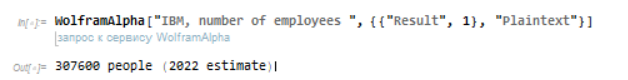 In[•]:= WolframAlpha["IBM, number of employees ", {{"Result", 1}, "Plaintext"}]
запрос к сервису WolframAlpha
Out[•]= 307600 people (2022 estimate)